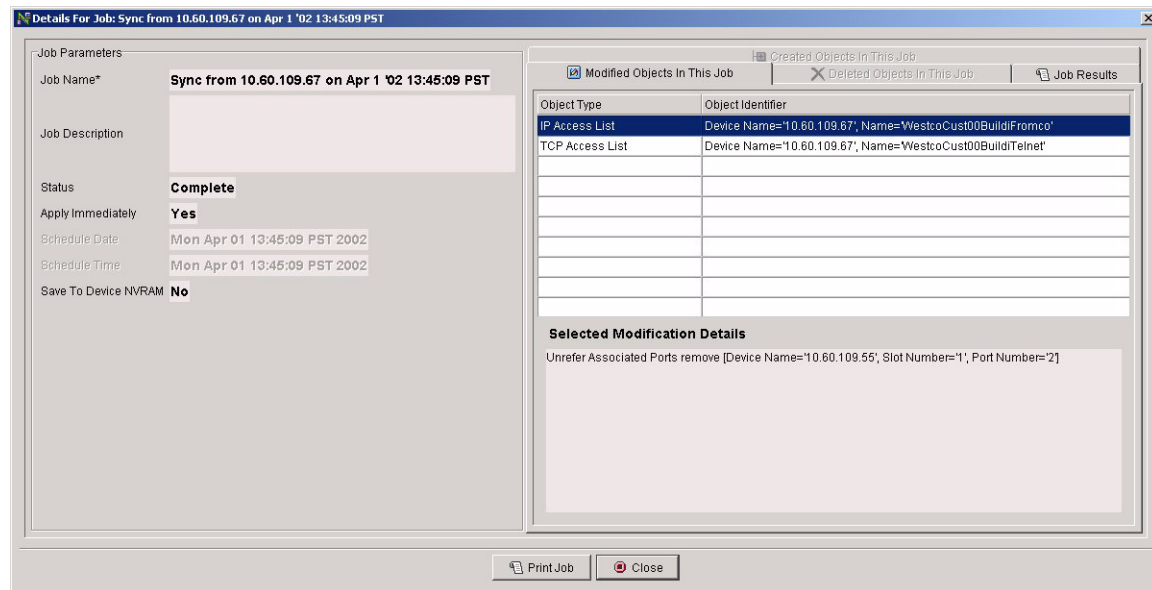 Details For Job: Sync from 10.60.109.67 on Apr 1 '02 13:45:09 PST
Job Parameters
Job Name* Sync from 10.60.109.67 on Apr 1 '02 13:45:09 PST
Job Description
Status Complete
Apply Immediately Yes
Schedule Date Mon Apr 01 13:45:09 PST 2002
Schedule Time Mon Apr 01 13:45:09 PST 2002
Save To Device NVRAM No
Created Objects In This Job
Modified Objects In This Job Deleted Objects In This Job Job Results
Object Type Object Identifier
IP Access List Device Name='10.60.109.67', Name='WestcoCust00BuildiFromco'
TCP Access List Device Name='10.60.109.67', Name='WestcoCust00BuildiTelnet'
Selected Modification Details
Unrefer Associated Ports remove [Device Name='10.60.109.55', Slot Number='1', Port Number='2']
Print Job Close